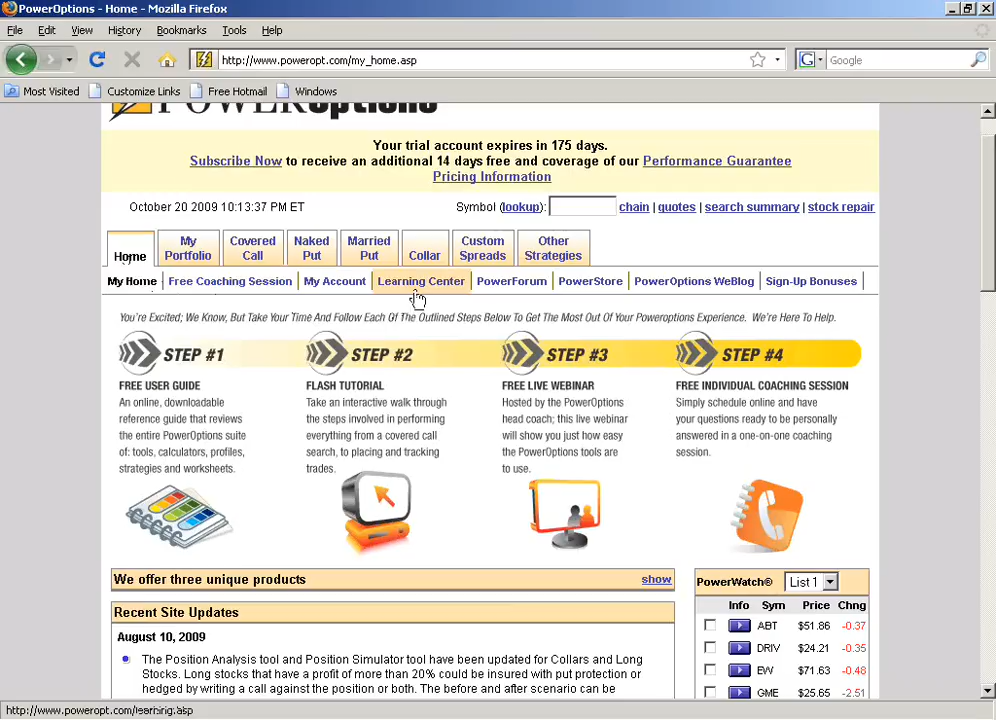 PowerOptions - Home - Mozilla Firefox
File Edit View History Bookmarks Tools Help
http://www.poweropt.com/my_home.asp
Google
Most Visited Customize Links Free Hotmail Windows
POWEROptions
Your trial account expires in 175 days.
Subscribe Now to receive an additional 14 days free and coverage of our Performance Guarantee
Pricing Information
October 20 2009 10:13:37 PM ET Symbol (lookup): chain | quotes | search summary | stock repair
Home My Portfolio Covered Call Naked Put Married Put Collar Custom Spreads Other Strategies
My Home Free Coaching Session My Account Learning Center PowerForum PowerStore PowerOptions WeBlog Sign-Up Bonuses
You're Excited; We Know, But Take Your Time And Follow Each Of The Outlined Steps Below To Get The Most Out Of Your Poweroptions Experience. We're Here To Help.
STEP #1
FREE USER GUIDE
An online, downloadable
reference guide that reviews
the entire PowerOptions suite
of: tools, calculators, profiles,
strategies and worksheets.
STEP #2
FLASH TUTORIAL
Take an interactive walk through
the steps involved in performing
everything from a covered call
search, to placing and tracking
trades.
STEP #3
FREE LIVE WEBINAR
Hosted by the PowerOptions
head coach; this live webinar
will show you just how easy
the PowerOptions tools are
to use.
STEP #4
FREE INDIVIDUAL COACHING SESSION
Simply schedule online and have
your questions ready to be personally
answered in a one-on-one coaching
session.
We offer three unique products show
Recent Site Updates
August 10, 2009
The Position Analysis tool and Position Simulator tool have been updated for Collars and Long
Stocks. Long stocks that have a profit of more than 20% could be insured with put protection or
hedged by writing a call against the position or both. The before and after scenario can be
PowerWatch® List 1
Info Sym Price Chng
ABT $51.86 -0.37
DRIV $24.21 -0.35
EW $71.63 -0.48
GME $25.65 -2.51
http://www.poweropt.com/learning.asp